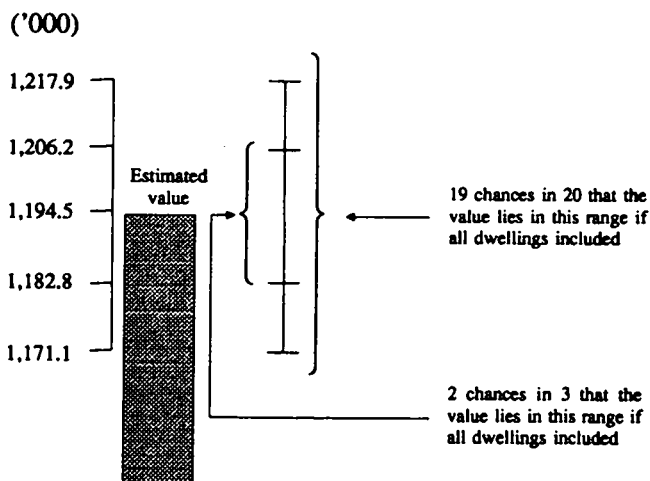 ('000)
1,217.9
1,206.2
Estimated
value
1,194.5
1,182.8
1,171.1
19 chances in 20 that the
value lies in this range if
all dwellings included
2 chances in 3 that the
value lies in this range if
all dwellings included